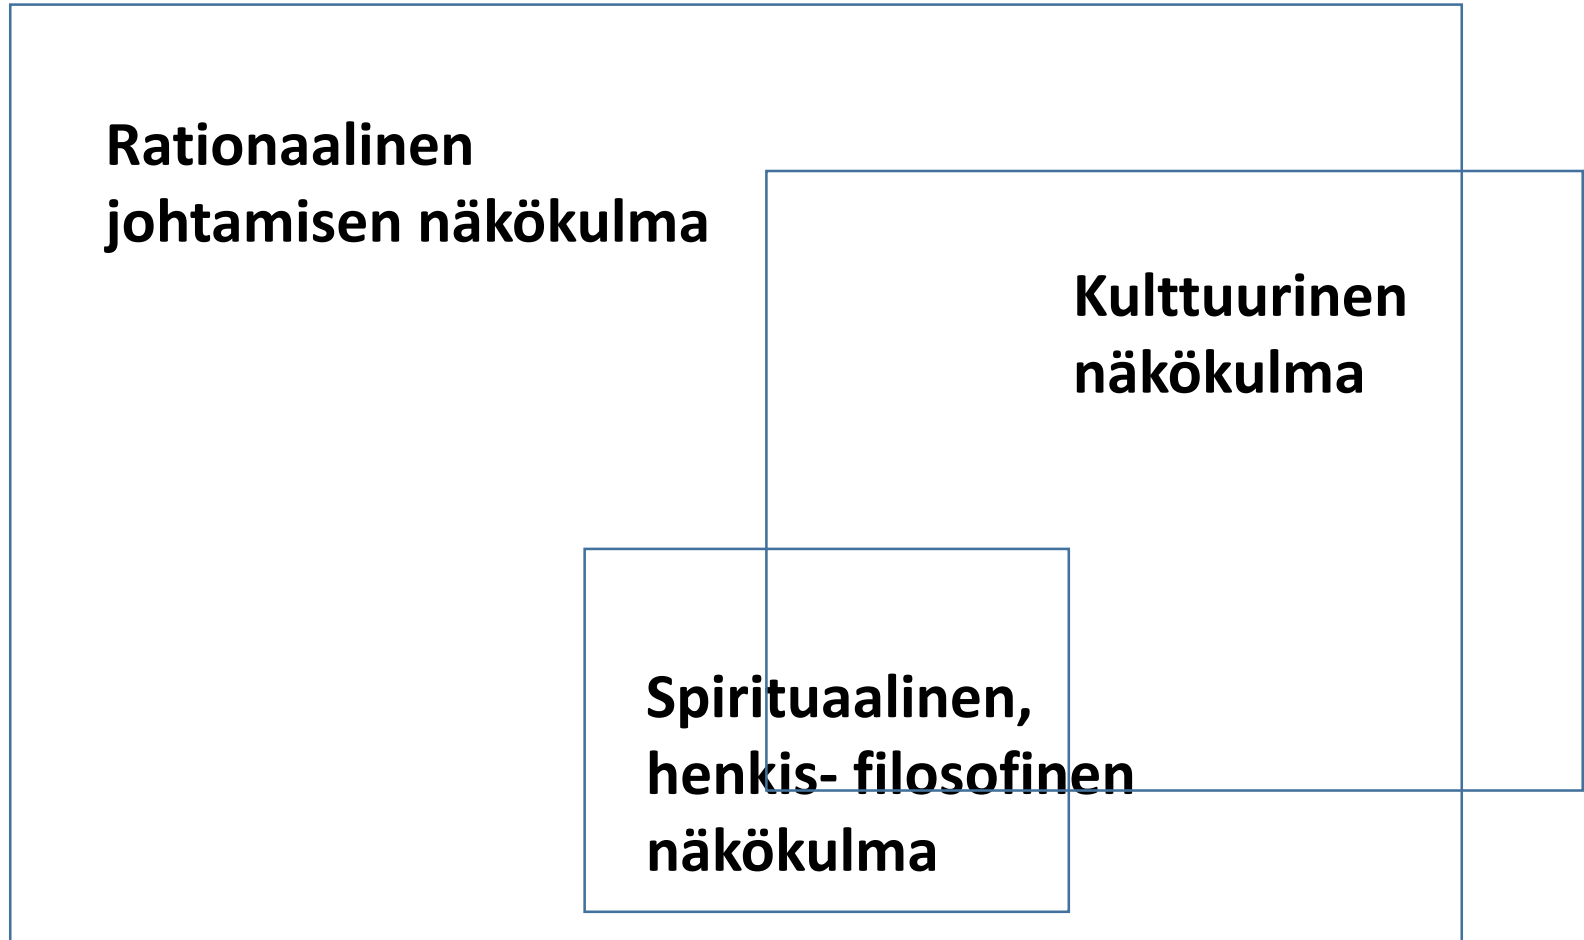 Rationaalinen
johtamisen näkökulma
Kulttuurinen
näkökulma
Spirituaalinen,
henkis- filosofinen
näkökulma